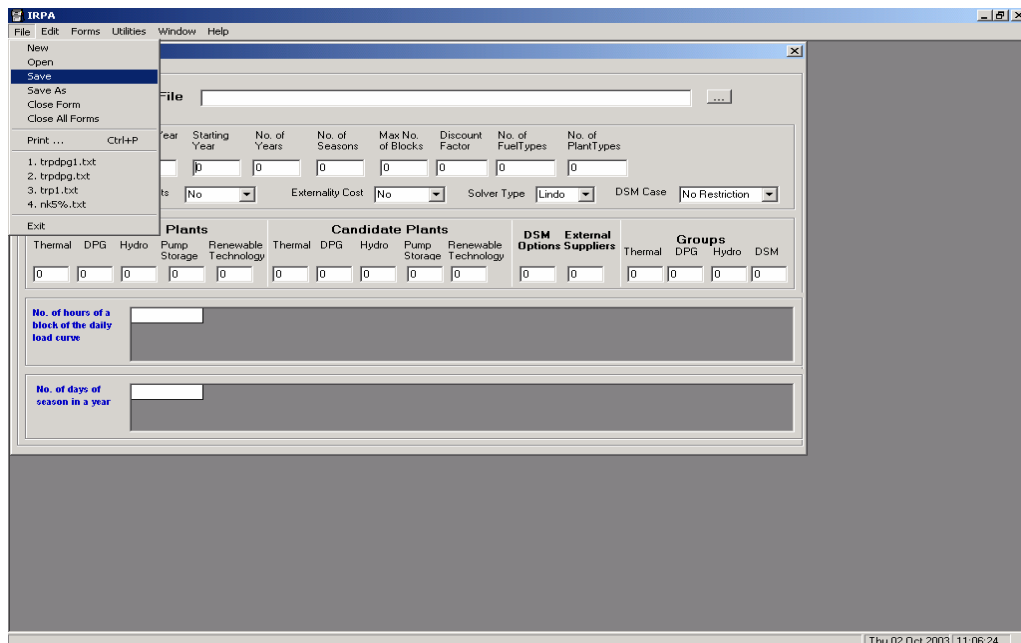 IRPA
File Edit Forms Utilities Window Help
New
Open
Save
Save As
Close Form
Close All Forms
Print ... Ctrl+P
1. trpdpg1.txt
2. trpdpg.txt
3. trp1.txt
4. nk5%.txt
Exit
File ...
Year Starting Year No. of Years No. of Seasons Max No. of Blocks Discount Factor No. of FuelTypes No. of PlantTypes
0 0 0 0 0 0 0
ts No Externality Cost No Solver Type Lindo DSM Case No Restriction
Plants Candidate Plants DSM Options External Suppliers Groups
Thermal DPG Hydro Pump Storage Renewable Technology Thermal DPG Hydro Pump Storage Renewable Technology Thermal DPG Hydro DSM
0 0 0 0 0 0 0 0 0 0 0 0 0 0 0 0
No. of hours of a
block of the daily
load curve
No. of days of
season in a year
Thu 02 Oct 2003 11:06:24